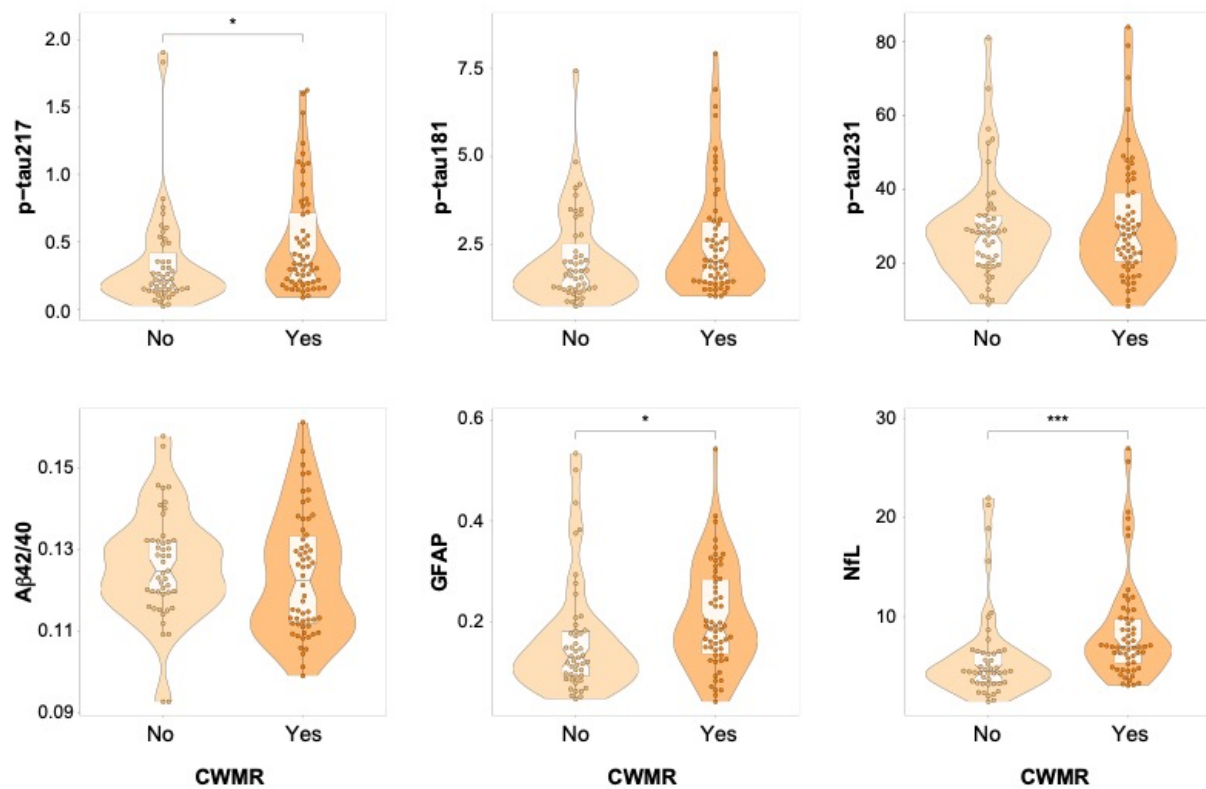 *
p-tau217
2.0
1.5
1.0
0.5
0.0
No Yes
p-tau181
7.5
5.0
2.5
No Yes
p-tau231
80
60
40
20
No Yes
Aβ42/40
0.15
0.13
0.11
0.09
No Yes
CWMR
*
GFAP
0.6
0.4
0.2
No Yes
CWMR
***
NfL
30
20
10
No Yes
CWMR